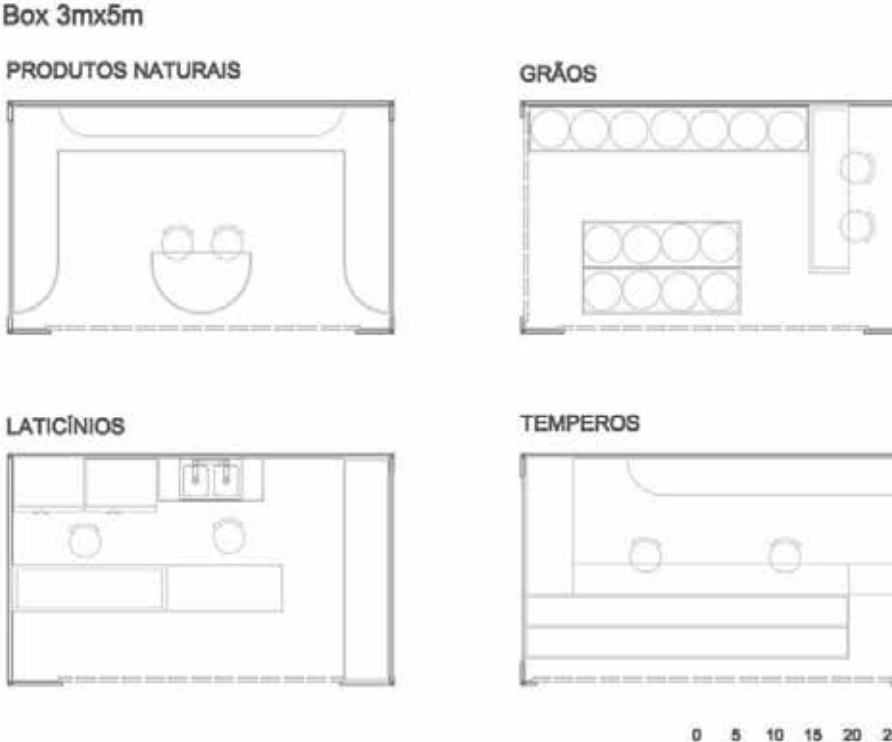 Box 3mx5m
PRODUTOS NATURAIS
GRÃOS
LATICÍNIOS
TEMPEROS
0 5 10 15 20